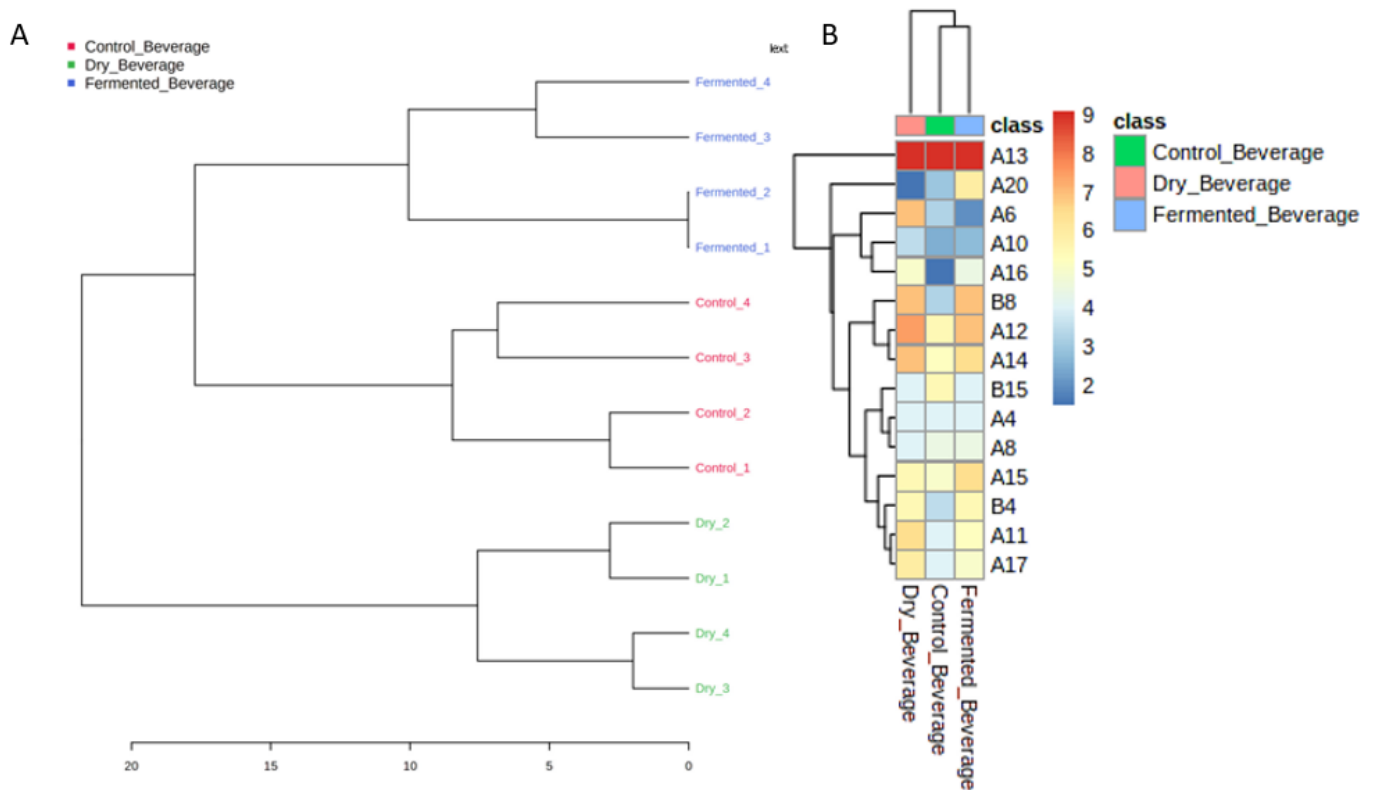 A
Control_Beverage
Dry_Beverage
Fermented_Beverage
Fermented_4
Fermented_3
Fermented_2
Fermented_1
Control_4
Control_3
Control_2
Control_1
Dry_2
Dry_1
Dry_4
Dry_3
20 15 10 5 0
B
class
A13
A20
A6
A10
A16
B8
A12
A14
B15
A4
A8
A15
B4
A11
A17
Dry_Beverage
Control_Beverage
Fermented_Beverage
9
8
7
6
5
4
3
2
class
Control_Beverage
Dry_Beverage
Fermented_Beverage